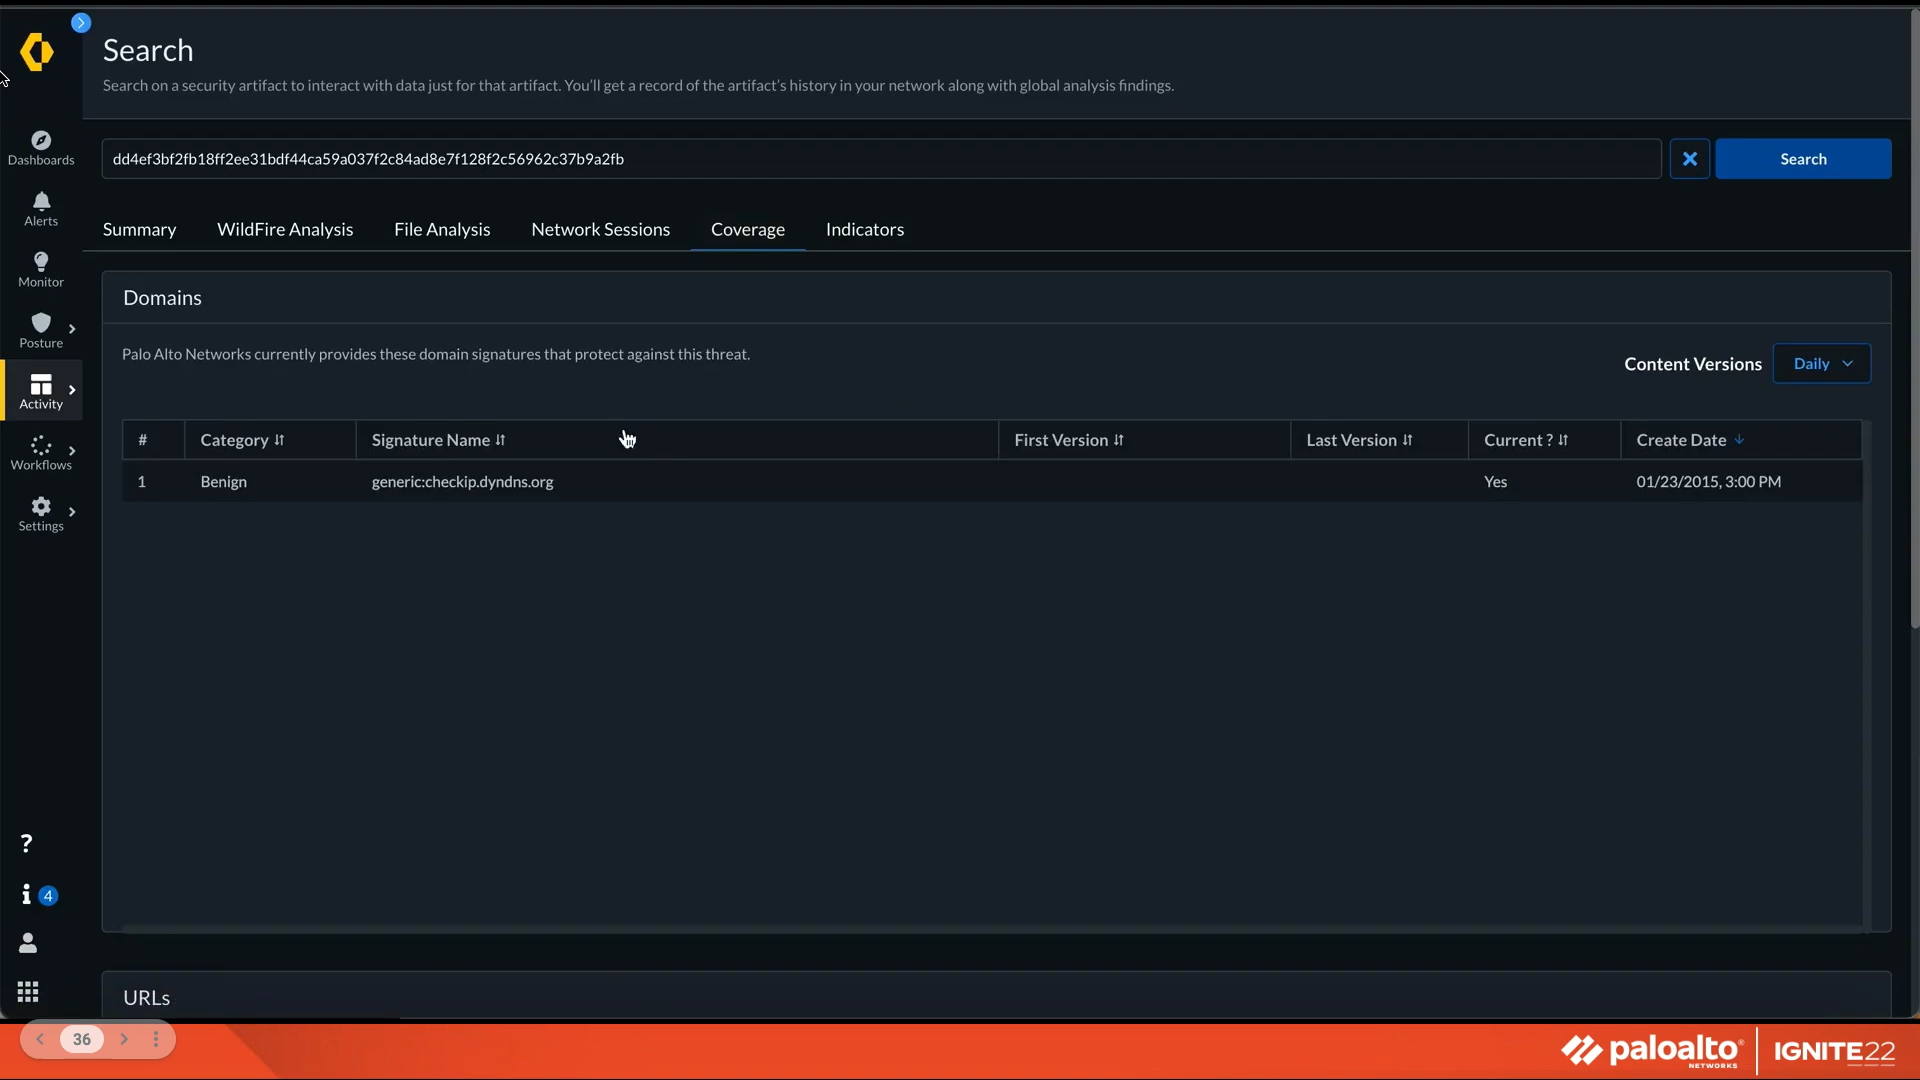 Search
Search on a security artifact to interact with data just for that artifact. You'll get a record of the artifact's history in your network along with global analysis findings.
dd4ef3bf2fb18ff2ee31bdf44ca59a037f2c84ad8e7f128f2c56962c37b9a2fb
Search
Dashboards
Alerts
Monitor
Posture
Activity
Workflows
Settings
Summary WildFire Analysis File Analysis Network Sessions Coverage Indicators
Domains
Palo Alto Networks currently provides these domain signatures that protect against this threat.
Content Versions Daily
# Category Signature Name First Version Last Version Current ? Create Date
1 Benign generic:checkip.dyndns.org Yes 01/23/2015, 3:00 PM
?
i 4
URLs
36
paloalto®
NETWORKS
IGNITE22